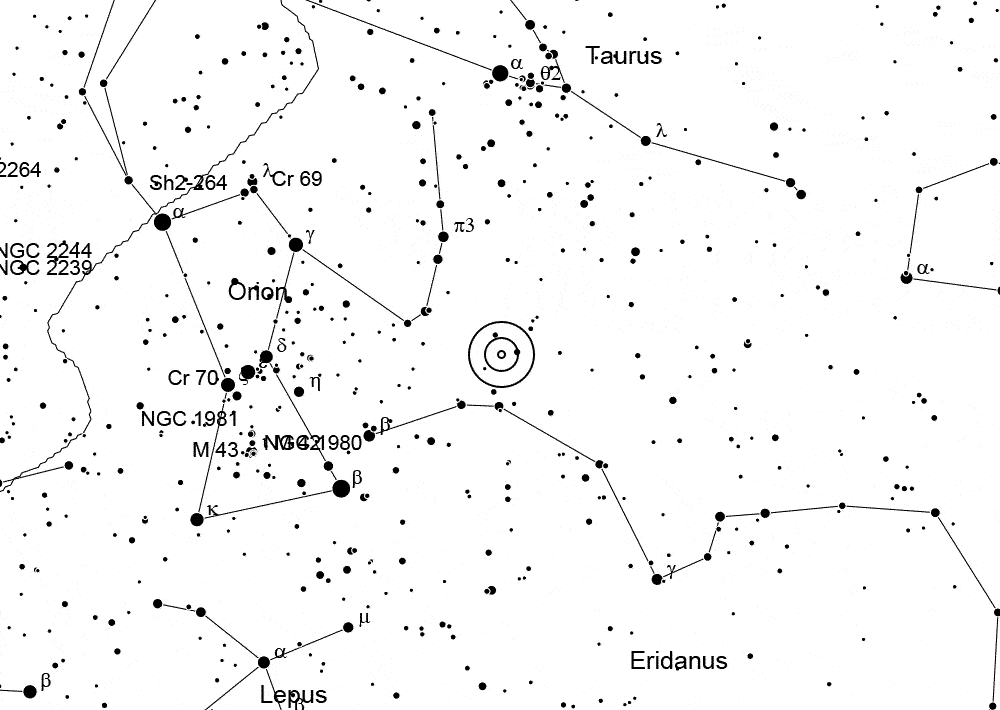 Taurus
α
θ2
λ
2264
Sh2-264
λ
Cr 69
α
π3
γ
NGC 2244
NGC 2239
α
Orion
δ
ζ
ε
Cr 70
η
NGC 1981
β
M 43
ι
NGC 1980
β
κ
γ
μ
α
Eridanus
β
Lepus
β